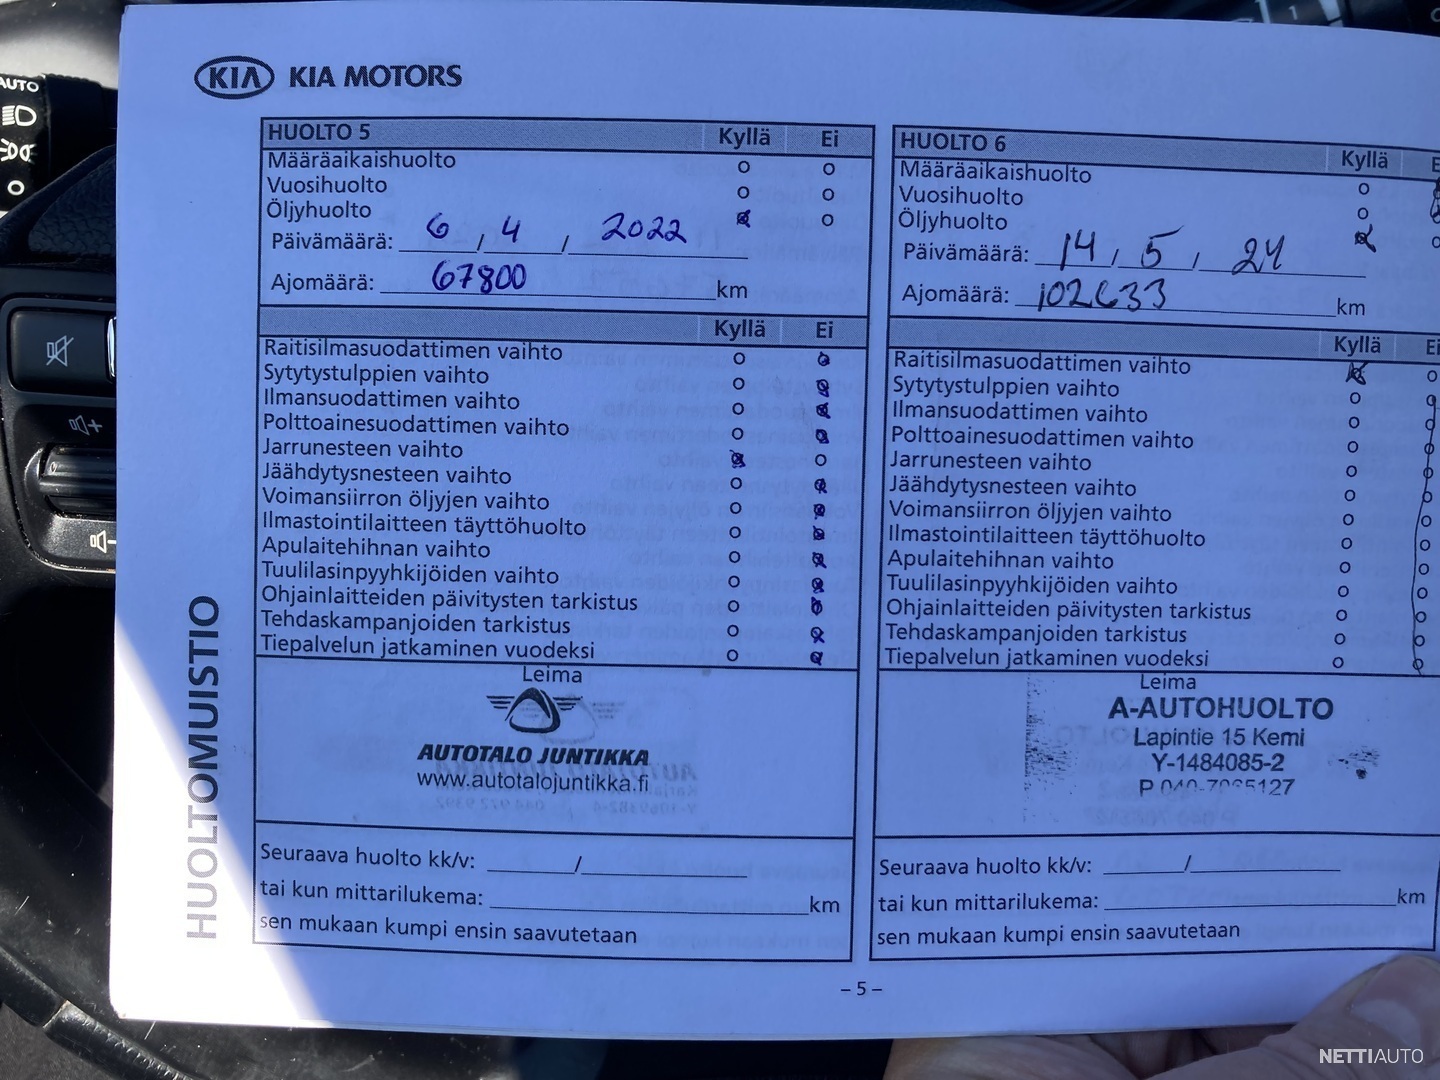 AUTO
KIA KIA MOTORS
HUOLTOMUISTIO
HUOLTO 5 Kyllä Ei
Määräaikaishuolto
Vuosihuolto
Öljyhuolto
Päivämäärä: 6 / 4 / 2022
Ajomäärä: 67800 km
Kyllä Ei
Raitisilmasuodattimen vaihto
Sytytystulppien vaihto
Ilmansuodattimen vaihto
Polttoainesuodattimen vaihto
Jarrunesteen vaihto
Jäähdytysnesteen vaihto
Voimansiirron öljyjen vaihto
Ilmastointilaitteen täyttöhuolto
Apulaitehihnan vaihto
Tuulilasinpyyhkijöiden vaihto
Ohjainlaitteiden päivitysten tarkistus
Tehdaskampanjoiden tarkistus
Tiepalvelun jatkaminen vuodeksi
Leima
AUTOTALO JUNTIKKA
www.autotalojuntikka.fi
Seuraava huolto kk/v: /
tai kun mittarilukema: km
sen mukaan kumpi ensin saavutetaan
HUOLTO 6 Kyllä
Määräaikaishuolto
Vuosihuolto
Öljyhuolto
Päivämäärä: 14 / 5 / 24
Ajomäärä: 102633 km
Kyllä Ei
Raitisilmasuodattimen vaihto
Sytytystulppien vaihto
Ilmansuodattimen vaihto
Polttoainesuodattimen vaihto
Jarrunesteen vaihto
Jäähdytysnesteen vaihto
Voimansiirron öljyjen vaihto
Ilmastointilaitteen täyttöhuolto
Apulaitehihnan vaihto
Tuulilasinpyyhkijöiden vaihto
Ohjainlaitteiden päivitysten tarkistus
Tehdaskampanjoiden tarkistus
Tiepalvelun jatkaminen vuodeksi
Leima
A-AUTOHUOLTO
Lapintie 15 Kemi
Y-1484085-2
Seuraava huolto kk/v: /
tai kun mittarilukema: km
sen mukaan kumpi ensin saavutetaan
– 5 –
NETTIAUTO